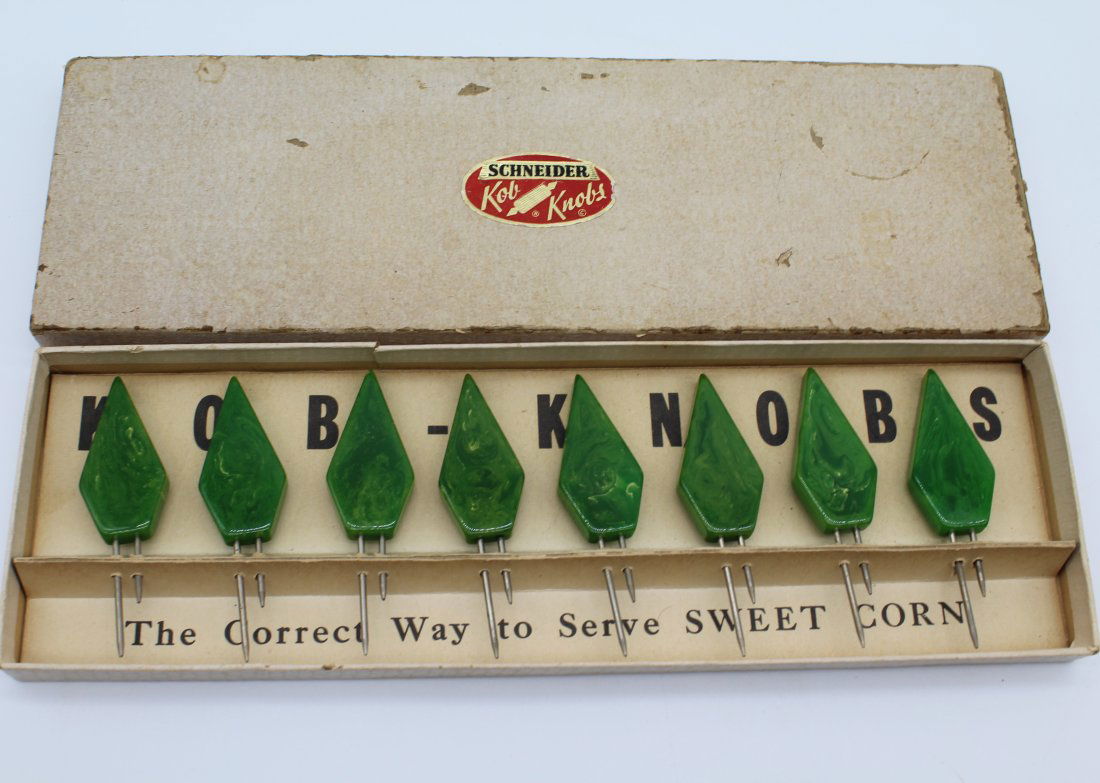 SCHNEIDER
Kob Knobs
® ©
KOB-KNOBS
The Correct Way to Serve SWEET CORN